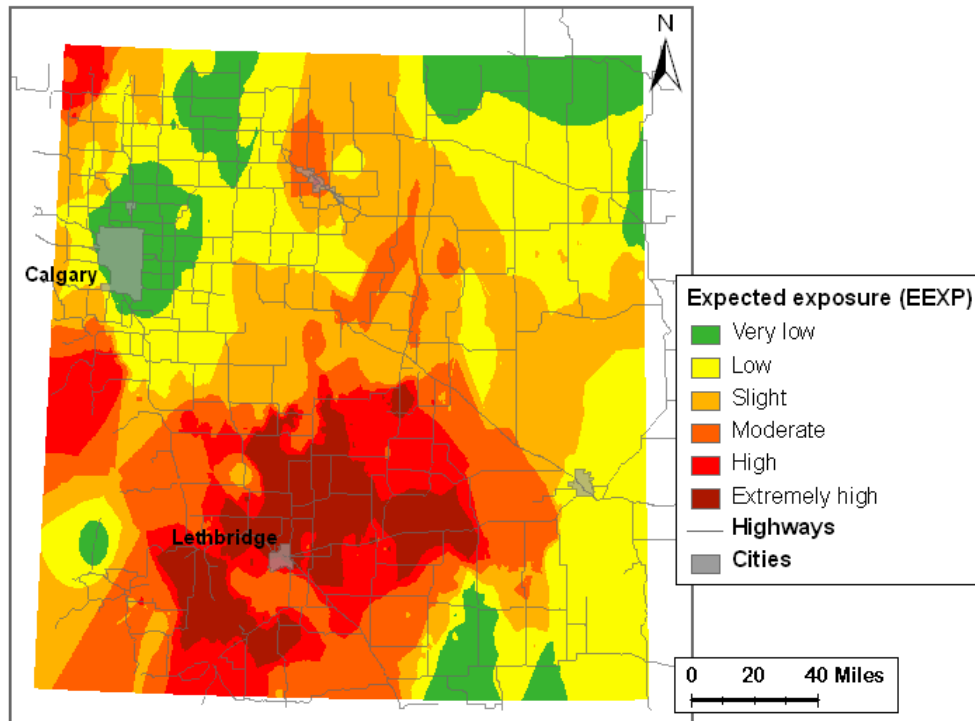 N
Calgary
Lethbridge
Expected exposure (EEXP)
Very low
Low
Slight
Moderate
High
Extremely high
Highways
Cities
0 20 40 Miles